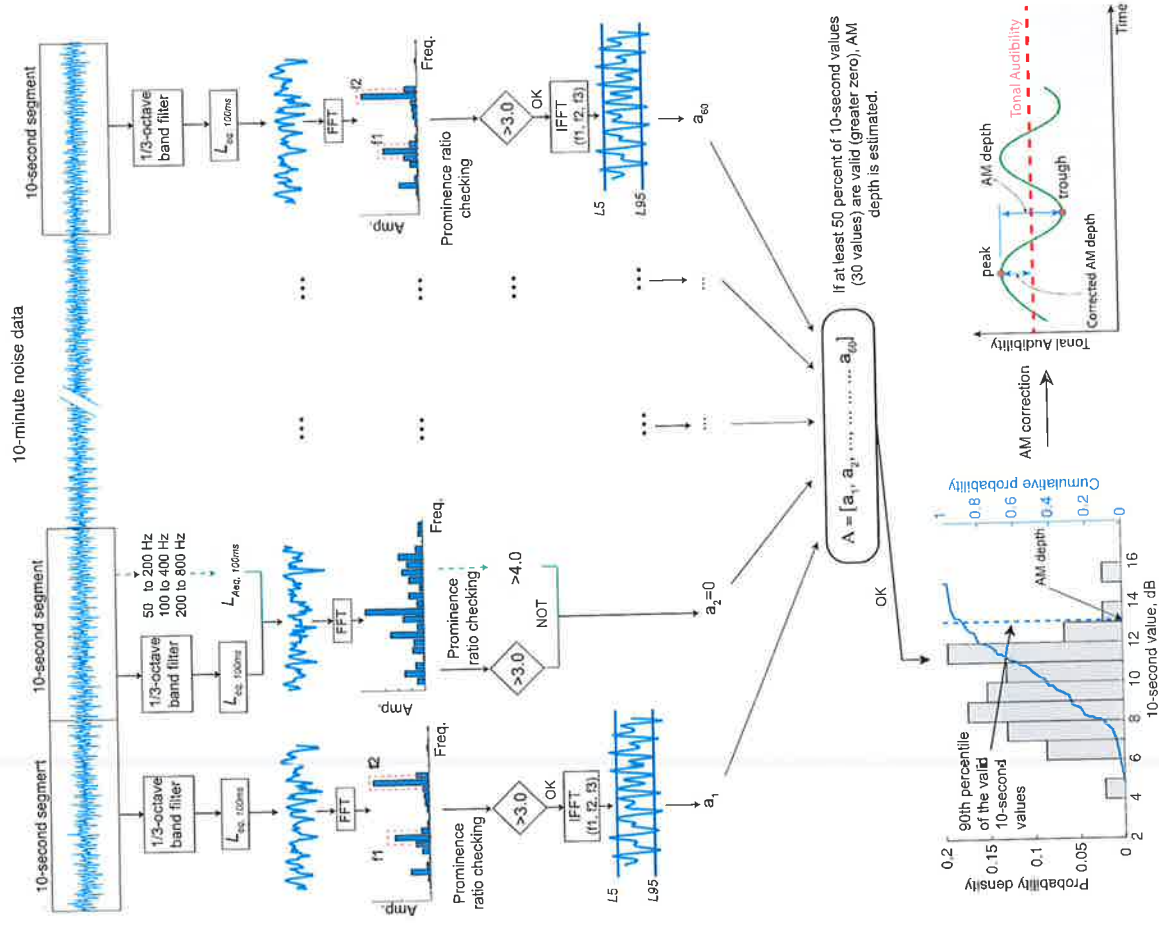 10-minute noise data
10-second segmert
10-second segment
10-second segment
1/3-octave
band filter
Leq, 100ms
FFT
Amp.
f1
f2
Freq.
Prominence
ratio checking
>3.0
OK
IFFT
(f1, f2, f3)
L5
L95
a1
1/3-octave
band filter
Leq, 100ms
50 to 200 Hz
100 to 400 Hz
200 to 800 Hz
LAeq, 100ms
FFT
Amp.
Freq.
Prominence
ratio checking
>3.0
>4.0
NOT
a2=0
...
...
...
...
...
...
...
...
...
1/3-octave
band filter
Leq, 100ms
FFT
Amp.
f1
f2
Freq.
Prominence ratio
checking
>3.0
OK
IFFT
(f1, f2, f3)
L5
L95
a60
A = [a1, a2, ..., ... ... ... a60]
If at least 50 percent of 10-second values
(30 values) are valid (greater zero), AM
depth is estimated.
OK
Probability density
0.2
0.15
0.1
0.05
0
90th percentile
of the valid
10-second
values
Cumulative probability
1
0.8
0.6
0.4
0.2
0
AM depth
2
4
6
8
10
12
14
16
10-second value, dB
AM correction
Tonal Audibility
peak
AM depth
Tonal Audibility
trough
Corrected AM depth
Time